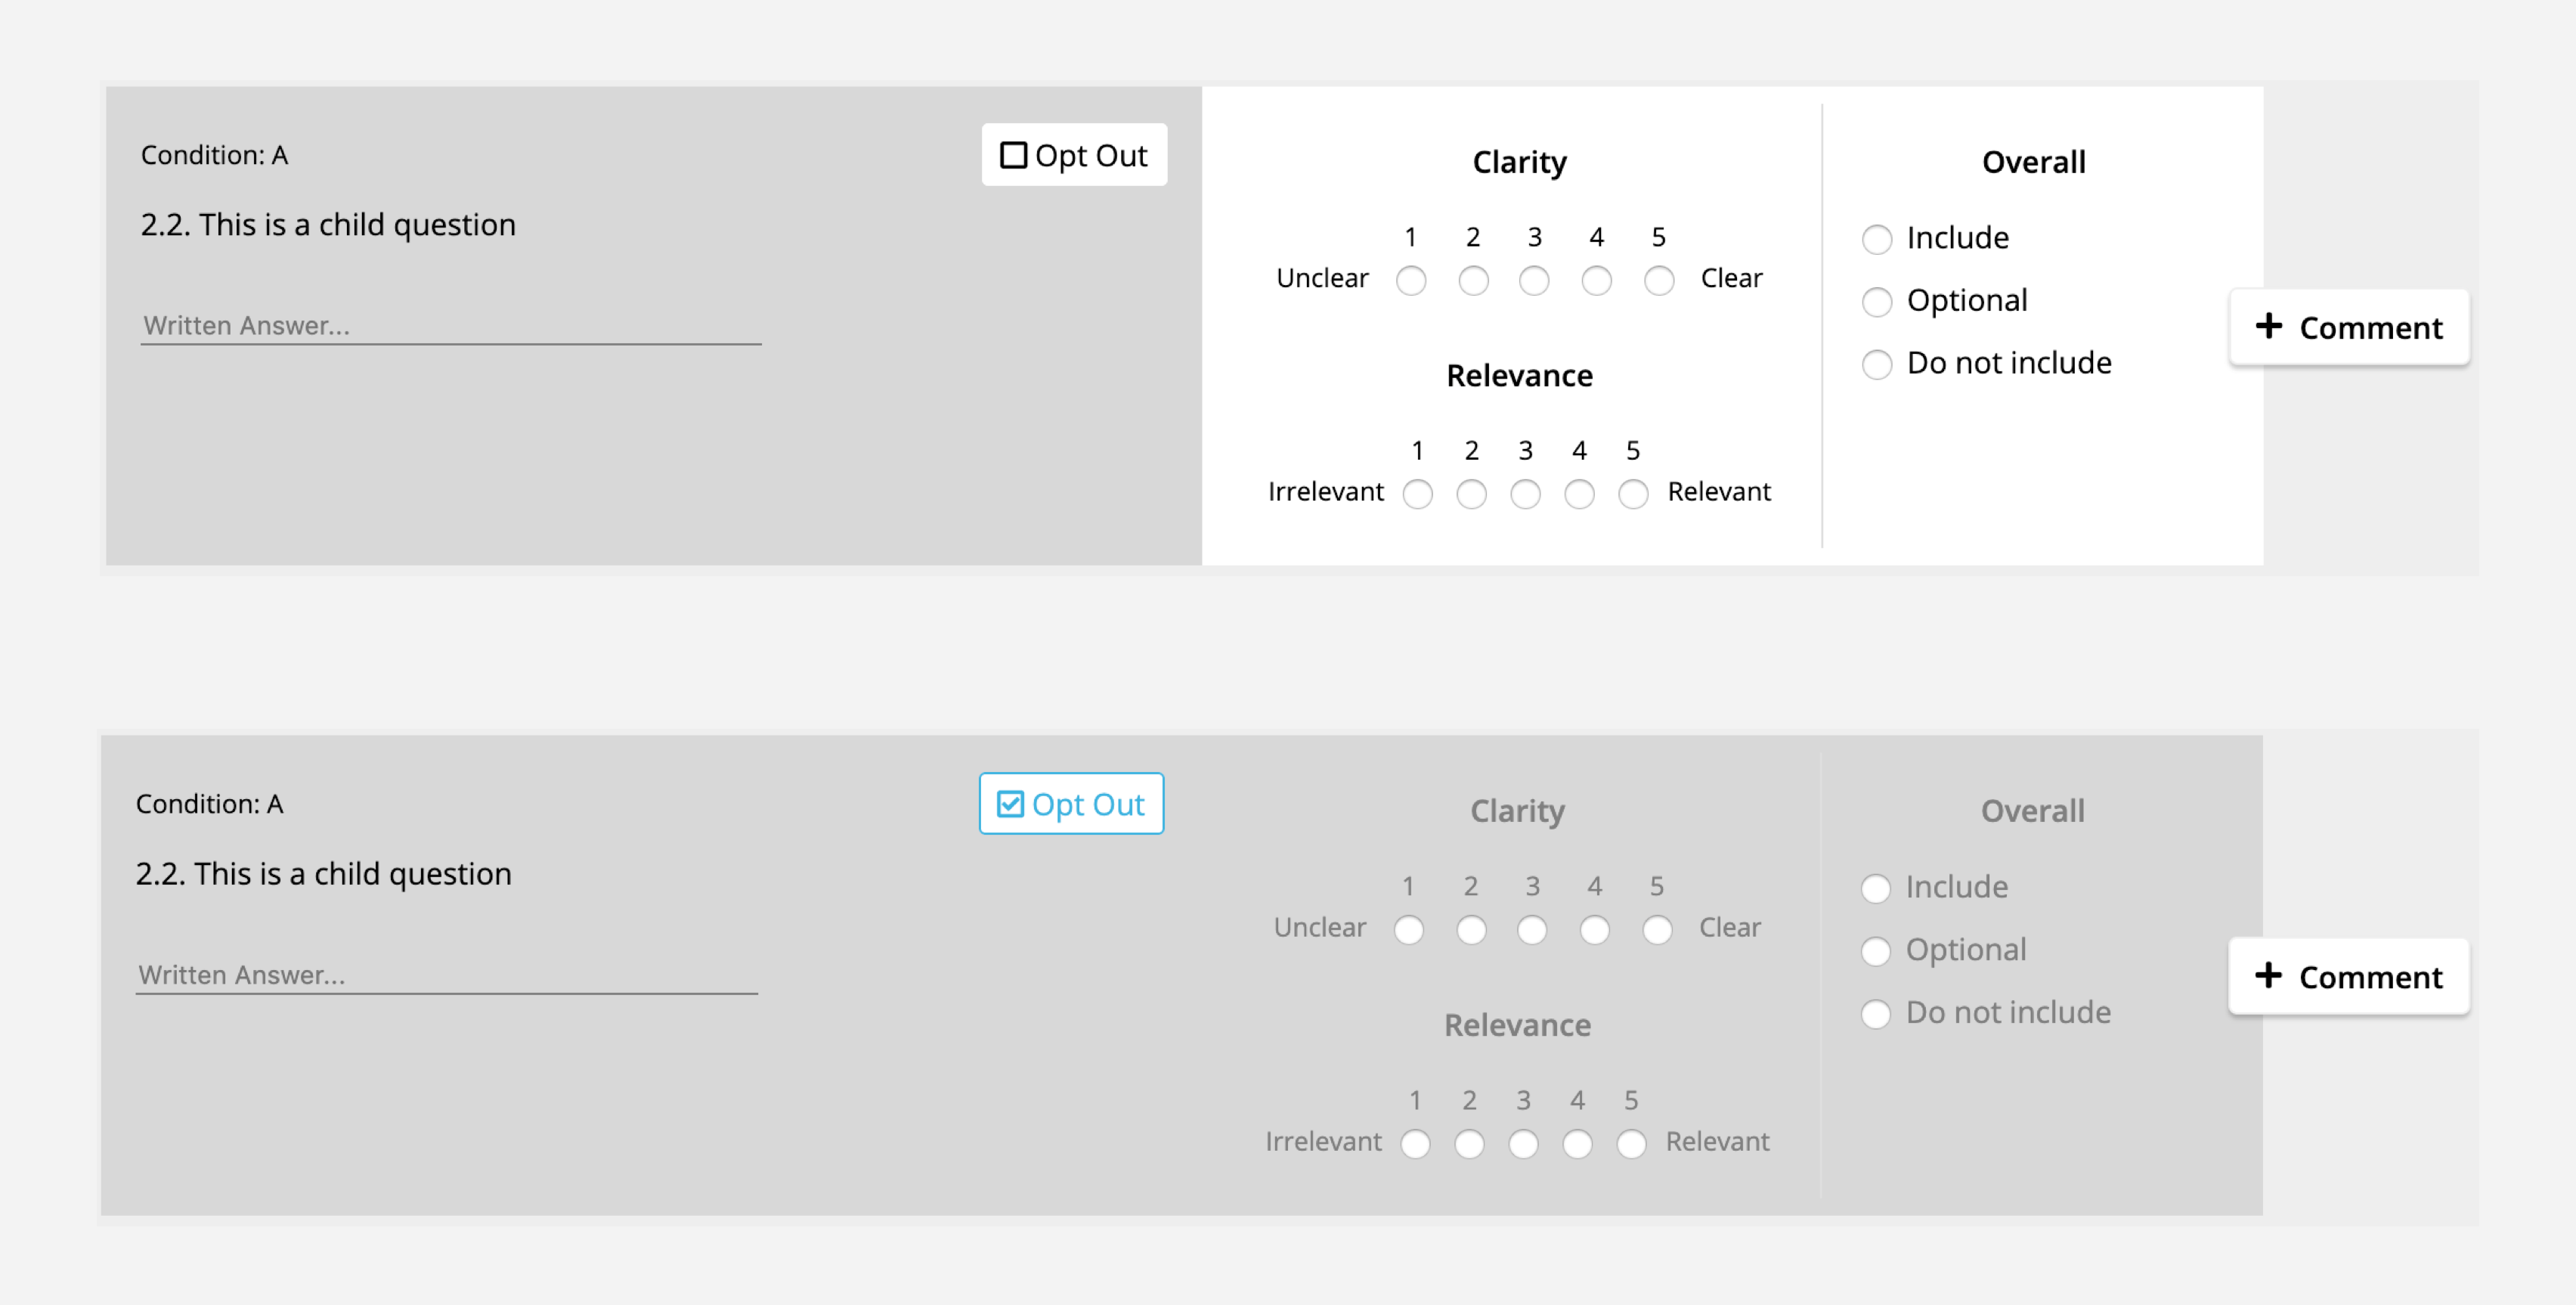 Condition: A
Opt Out
2.2. This is a child question
Written Answer...
Clarity
1 2 3 4 5
Unclear Clear
Relevance
1 2 3 4 5
Irrelevant Relevant
Overall
Include
Optional
Do not include
+ Comment
Condition: A
Opt Out
2.2. This is a child question
Written Answer...
Clarity
1 2 3 4 5
Unclear Clear
Relevance
1 2 3 4 5
Irrelevant Relevant
Overall
Include
Optional
Do not include
+ Comment